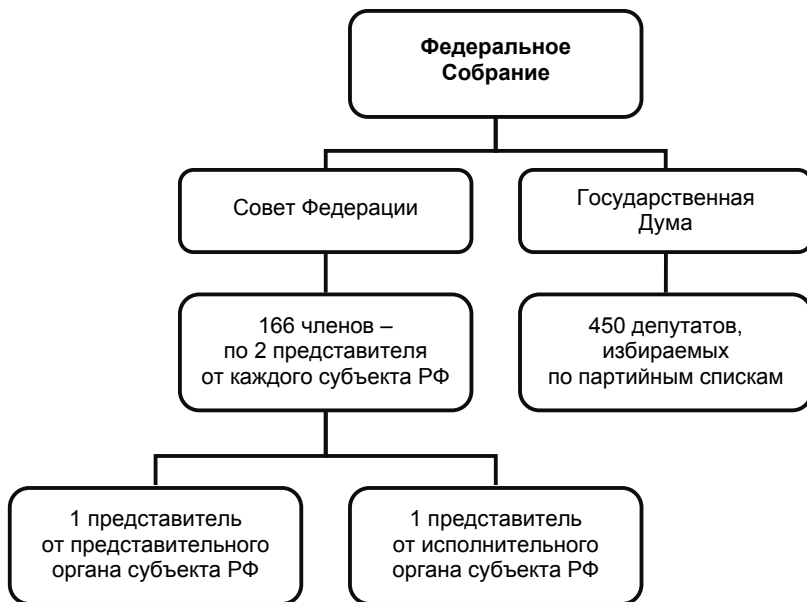 Федеральное
Собрание
Совет Федерации
Государственная
Дума
166 членов –
по 2 представителя
от каждого субъекта РФ
450 депутатов,
избираемых
по партийным спискам
1 представитель
от представительного
органа субъекта РФ
1 представитель
от исполнительного
органа субъекта РФ